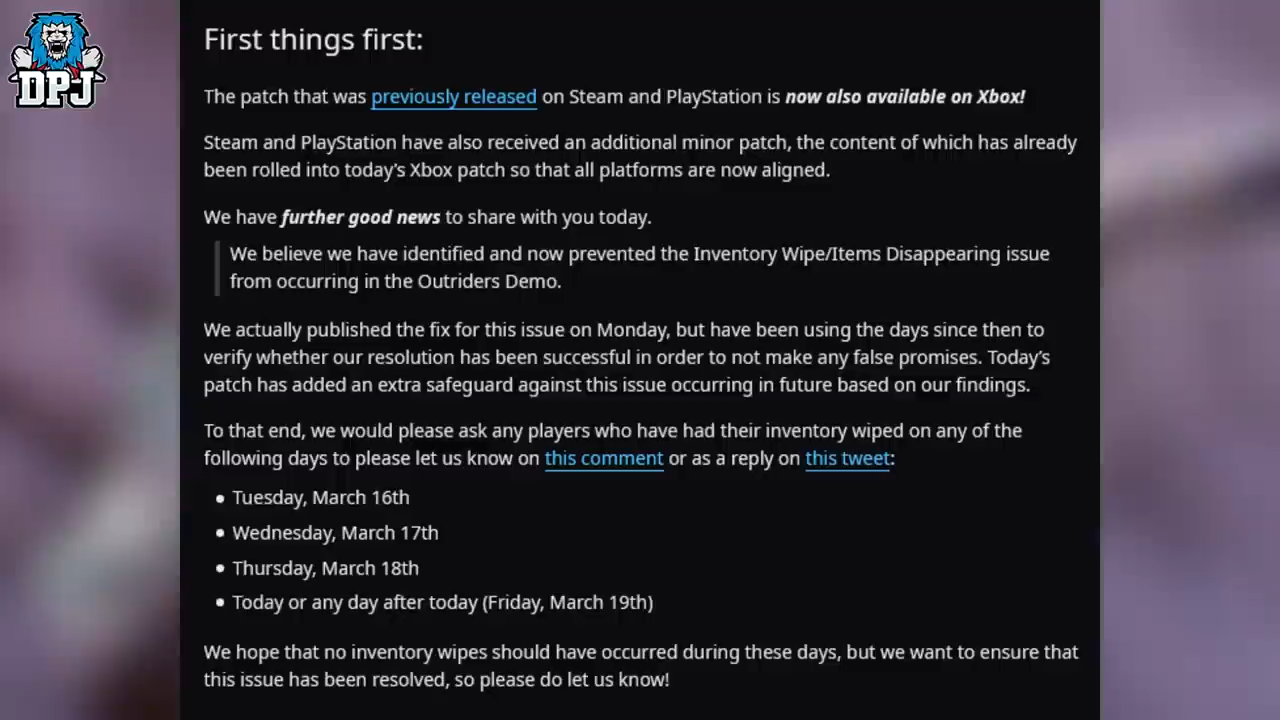 DPJ
First things first:
The patch that was previously released on Steam and PlayStation is now also available on Xbox!
Steam and PlayStation have also received an additional minor patch, the content of which has already
been rolled into today's Xbox patch so that all platforms are now aligned.
We have further good news to share with you today.
We believe we have identified and now prevented the Inventory Wipe/Items Disappearing issue
from occurring in the Outriders Demo.
We actually published the fix for this issue on Monday, but have been using the days since then to
verify whether our resolution has been successful in order to not make any false promises. Today's
patch has added an extra safeguard against this issue occurring in future based on our findings.
To that end, we would please ask any players who have had their inventory wiped on any of the
following days to please let us know on this comment or as a reply on this tweet:
• Tuesday, March 16th
• Wednesday, March 17th
• Thursday, March 18th
• Today or any day after today (Friday, March 19th)
We hope that no inventory wipes should have occurred during these days, but we want to ensure that
this issue has been resolved, so please do let us know!